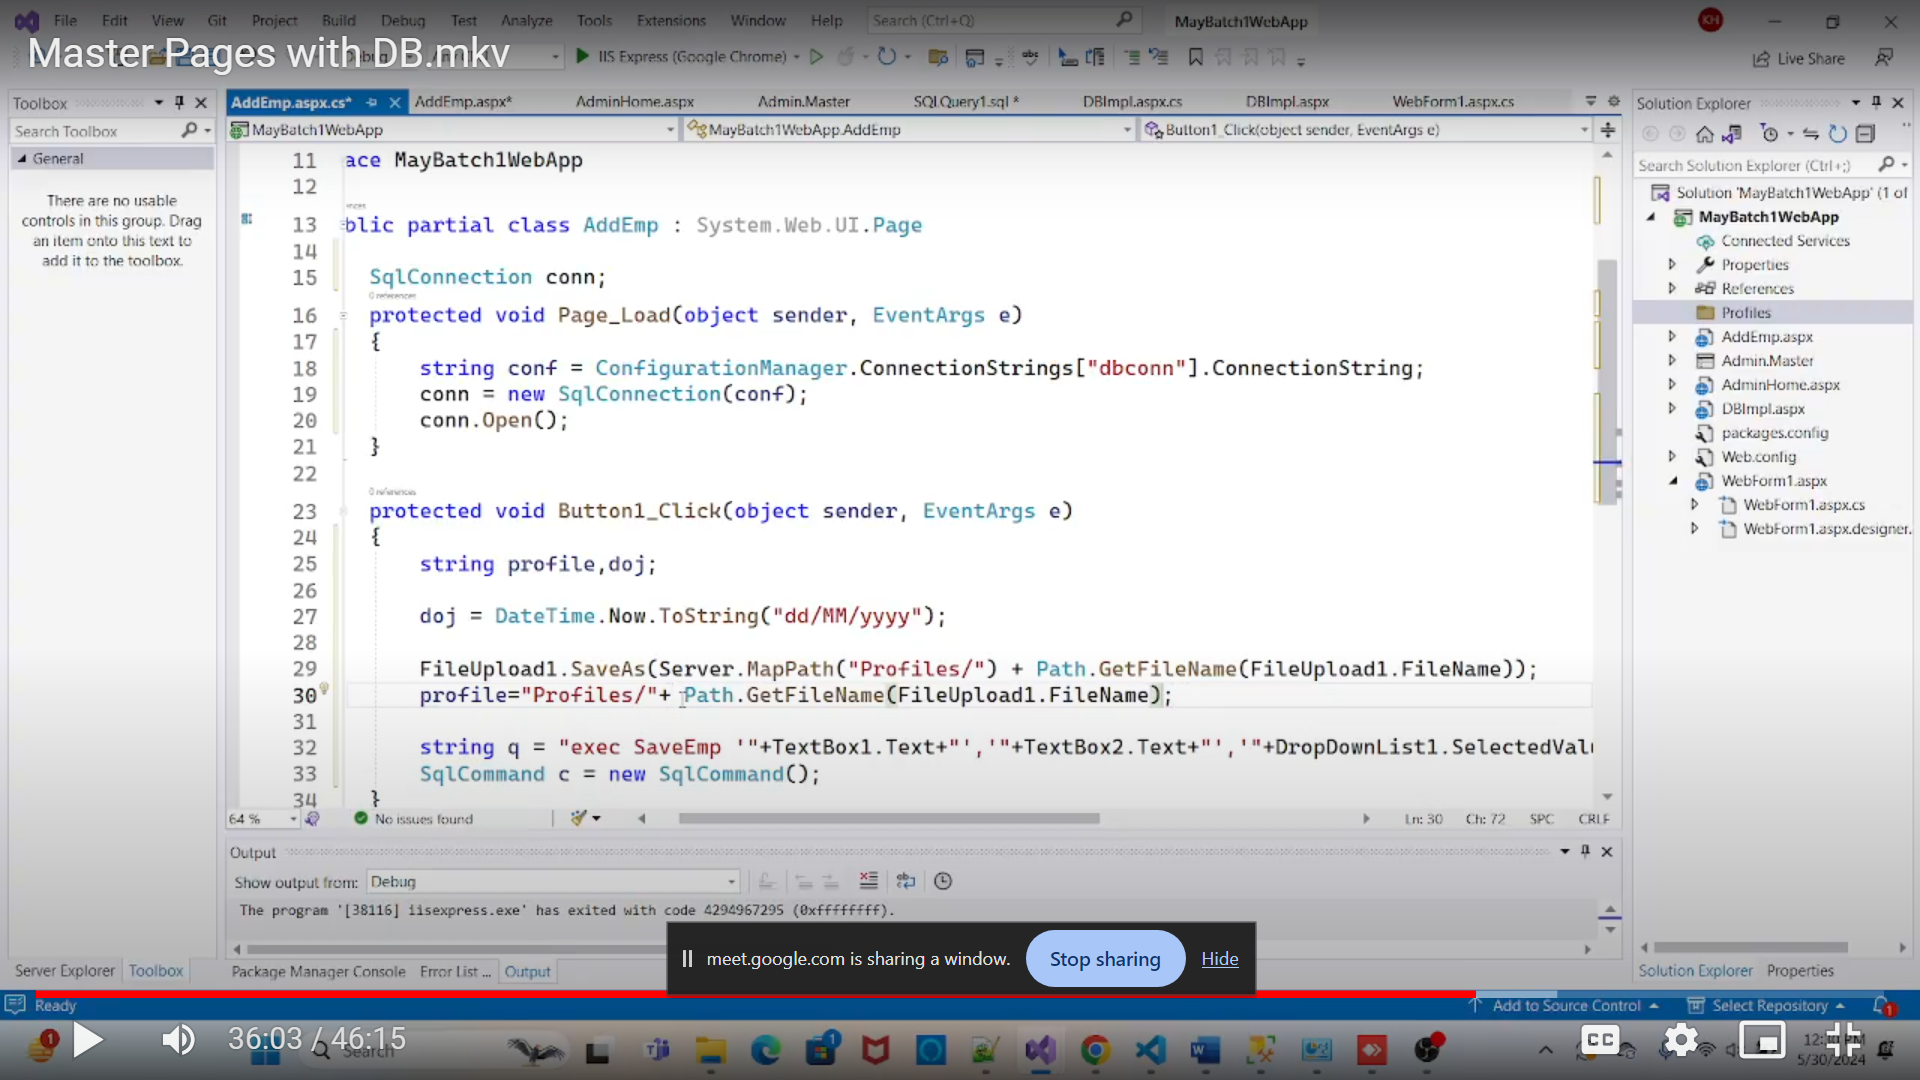 File Edit View Git Project Build Debug Test Analyze Tools Extensions Window Help Search (Ctrl+Q) MayBatch1WebApp KH
Master Pages with DB.mkv
IIS Express (Google Chrome) Live Share
Toolbox
Search Toolbox
General
There are no usable
controls in this group. Drag
an item onto this text to
add it to the toolbox.
AddEmp.aspx.cs* AddEmp.aspx* AdminHome.aspx Admin.Master SQLQuery1.sql * DBImpl.aspx.cs DBImpl.aspx WebForm1.aspx.cs
MayBatch1WebApp MayBatch1WebApp.AddEmp Button1_Click(object sender, EventArgs e)
11 ace MayBatch1WebApp
12
13 blic partial class AddEmp : System.Web.UI.Page
14
15 SqlConnection conn;
0 references
16 protected void Page_Load(object sender, EventArgs e)
17 {
18 string conf = ConfigurationManager.ConnectionStrings["dbconn"].ConnectionString;
19 conn = new SqlConnection(conf);
20 conn.Open();
21 }
22
0 references
23 protected void Button1_Click(object sender, EventArgs e)
24 {
25 string profile,doj;
26
27 doj = DateTime.Now.ToString("dd/MM/yyyy");
28
29 FileUpload1.SaveAs(Server.MapPath("Profiles/") + Path.GetFileName(FileUpload1.FileName));
30 profile="Profiles/"+ Path.GetFileName(FileUpload1.FileName);
31
32 string q = "exec SaveEmp '"+TextBox1.Text+"','"+TextBox2.Text+"','"+DropDownList1.SelectedValu
33 SqlCommand c = new SqlCommand();
34 }
64 % No issues found Ln: 30 Ch: 72 SPC CRLF
Output
Show output from: Debug
The program '[38116] iisexpress.exe' has exited with code 4294967295 (0xffffffff).
Server Explorer Toolbox
Package Manager Console Error List ... Output
Solution Explorer
Search Solution Explorer (Ctrl+;)
Solution 'MayBatch1WebApp' (1 of
MayBatch1WebApp
Connected Services
Properties
References
Profiles
AddEmp.aspx
Admin.Master
AdminHome.aspx
DBImpl.aspx
packages.config
Web.config
WebForm1.aspx
WebForm1.aspx.cs
WebForm1.aspx.designer.
Solution Explorer Properties
meet.google.com is sharing a window. Stop sharing Hide
Ready Add to Source Control Select Repository 1
36:03 / 46:15
Search
1
1
CC
5/30/2024